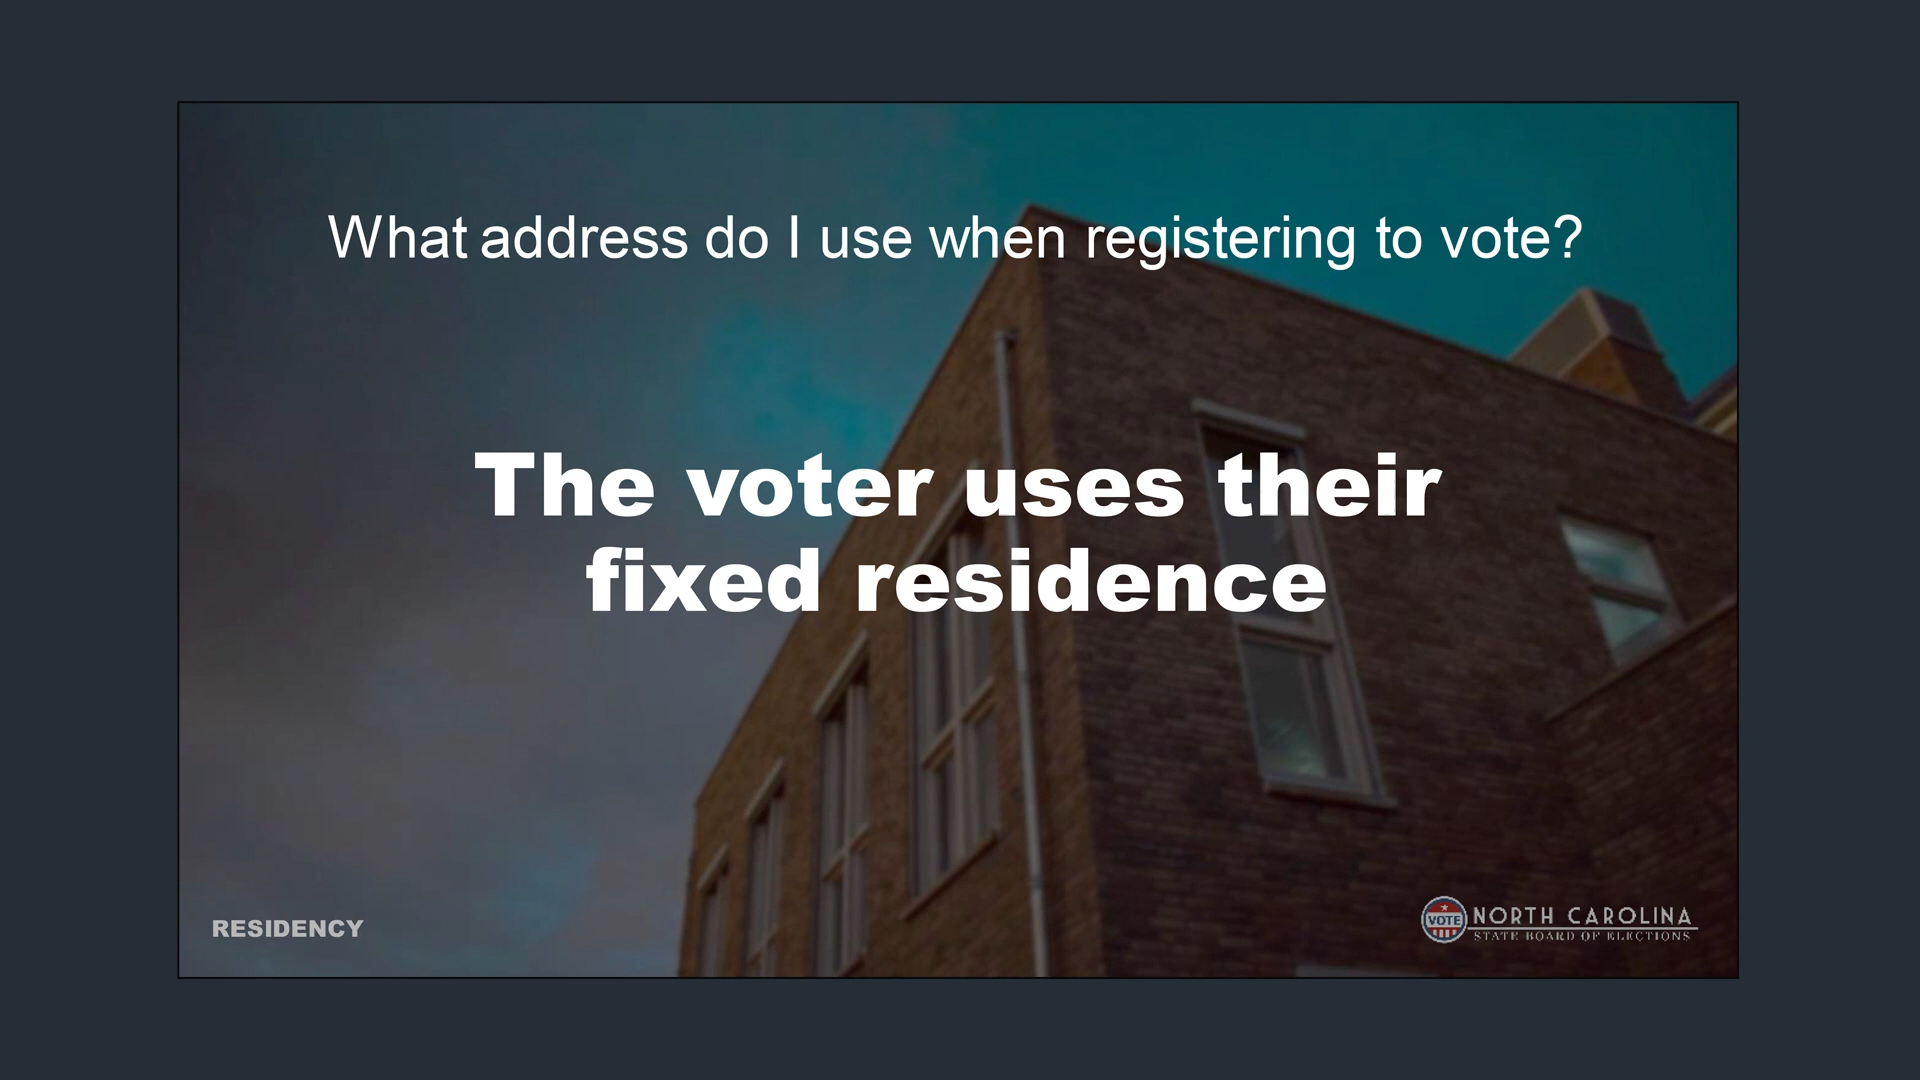 What address do I use when registering to vote?
The voter uses their
fixed residence
RESIDENCY
VOTE
NORTH CAROLINA
STATE BOARD OF ELECTIONS